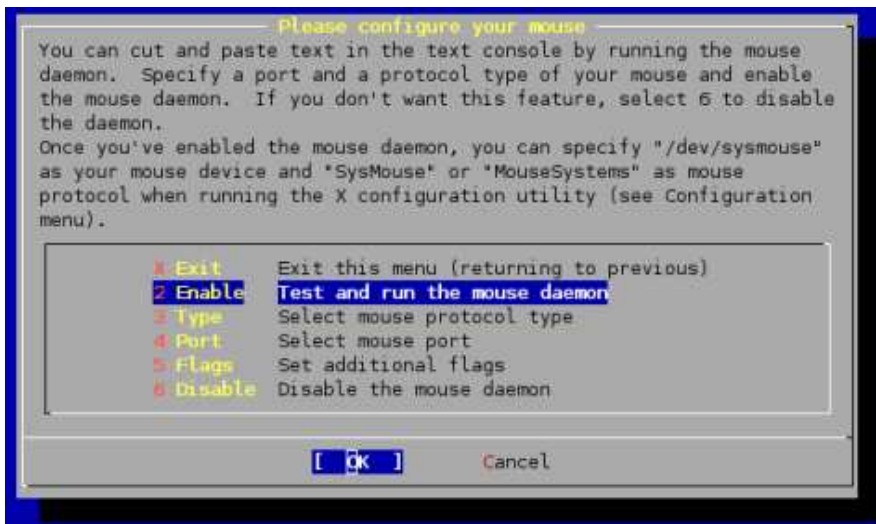 Please configure your mouse
You can cut and paste text in the text console by running the mouse
daemon.  Specify a port and a protocol type of your mouse and enable
the mouse daemon.  If you don't want this feature, select 6 to disable
the daemon.
Once you've enabled the mouse daemon, you can specify "/dev/sysmouse"
as your mouse device and "SysMouse" or "MouseSystems" as mouse
protocol when running the X configuration utility (see Configuration
menu).
X Exit Exit this menu (returning to previous)
2 Enable Test and run the mouse daemon
3 Type Select mouse protocol type
4 Port Select mouse port
5 Flags Set additional flags
6 Disable Disable the mouse daemon
[ OK ] Cancel